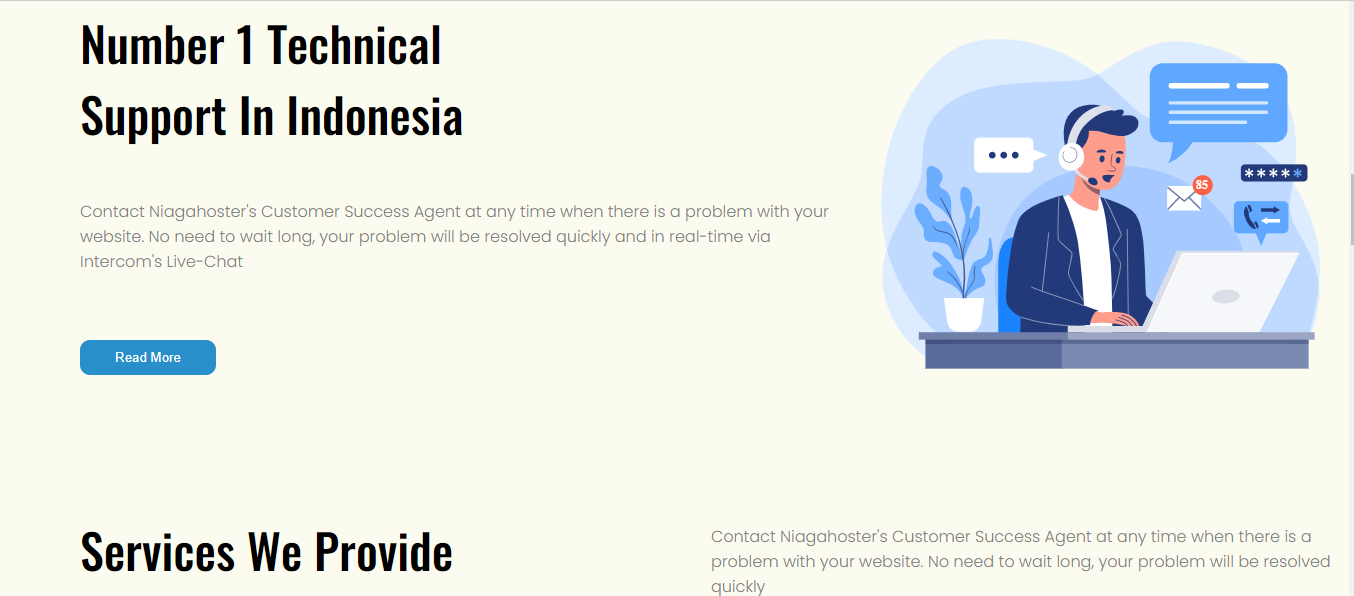 Number 1 Technical
Support In Indonesia
Contact Niagahoster's Customer Success Agent at any time when there is a problem with your
website. No need to wait long, your problem will be resolved quickly and in real-time via
Intercom's Live-Chat
Read More
85
*****
Services We Provide
Contact Niagahoster's Customer Success Agent at any time when there is a
problem with your website. No need to wait long, your problem will be resolved
quickly